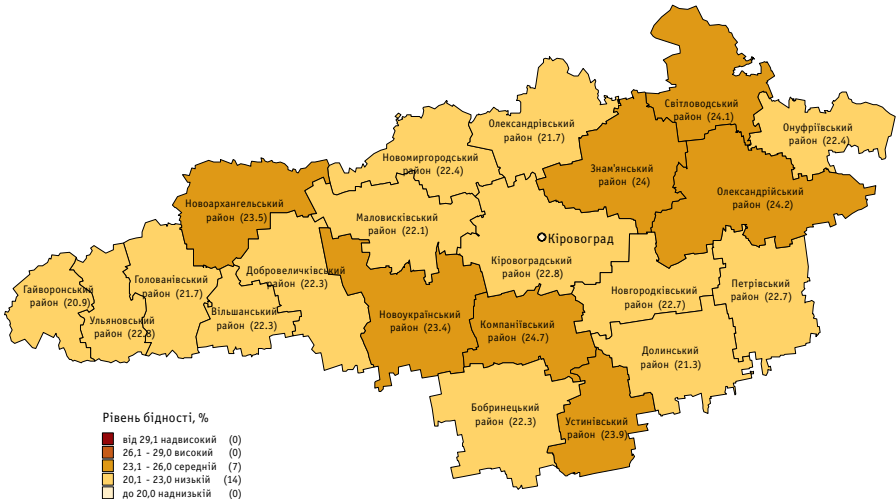 Світловодський
район (24.1)
Олександрівський
район (21.7)
Онуфріївський
район (22.4)
Новомиргородський
район (22.4)
Знам'янський
район (24)
Олександрійський
район (24.2)
Новоархангельський
район (23.5)
Маловисківський
район (22.1)
Кіровоград
Кіровоградський
район (22.8)
Добровеличківський
район (22.3)
Голованівський
район (21.7)
Гайворонський
район (20.9)
Ульяновський
район (22.8)
Вільшанський
район (22.3)
Новоукраїнський
район (23.4)
Компаніївський
район (24.7)
Новгородківський
район (22.7)
Петрівський
район (22.7)
Долинський
район (21.3)
Бобринецький
район (22.3)
Устинівський
район (23.9)
Рівень бідності, %
від 29,1 надвисокий (0)
26,1 - 29,0 високий (0)
23,1 - 26,0 середній (7)
20,1 - 23,0 низькій (14)
до 20,0 наднизькій (0)